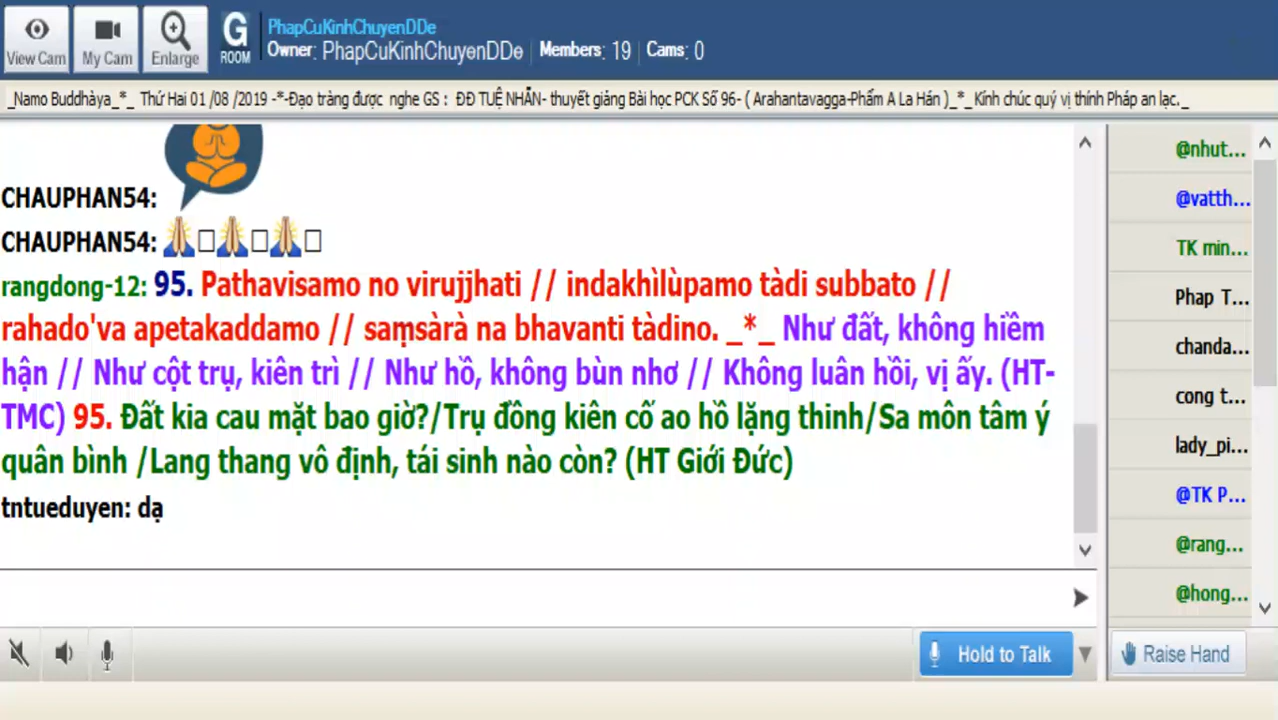 View Cam
My Cam
Enlarge
G
ROOM
PhapCuKinhChuyenDDe
Owner: PhapCuKinhChuyenDDe Members: 19 Cams: 0
_Namo Buddhàya_*_ Thứ Hai 01 /08 /2019 -*-Đạo tràng được nghe GS : ĐĐ TUỆ NHẪN- thuyết giảng Bài học PCK Số 96- ( Arahantavagga-Phẩm A La Hán )_*_Kính chúc quý vị thính Pháp an lạc._
CHAUPHAN54:
CHAUPHAN54: 🙏□🙏□🙏□
rangdong-12: 95. Pathavisamo no virujjhati // indakhìlùpamo tàdi subbato //
rahado'va apetakaddamo // saṃsàrà na bhavanti tàdino. _*_ Như đất, không hiềm
hận // Như cột trụ, kiên trì // Như hồ, không bùn nhơ // Không luân hồi, vị ấy. (HT-
TMC) 95. Đất kia cau mặt bao giờ?/Trụ đồng kiên cố ao hồ lặng thinh/Sa môn tâm ý
quân bình /Lang thang vô định, tái sinh nào còn? (HT Giới Đức)
tntueduyen: dạ
@nhut...
@vatth...
TK min...
Phap T...
chanda...
cong t...
lady_pi...
@TK P...
@rang...
@hong...
Hold to Talk
Raise Hand